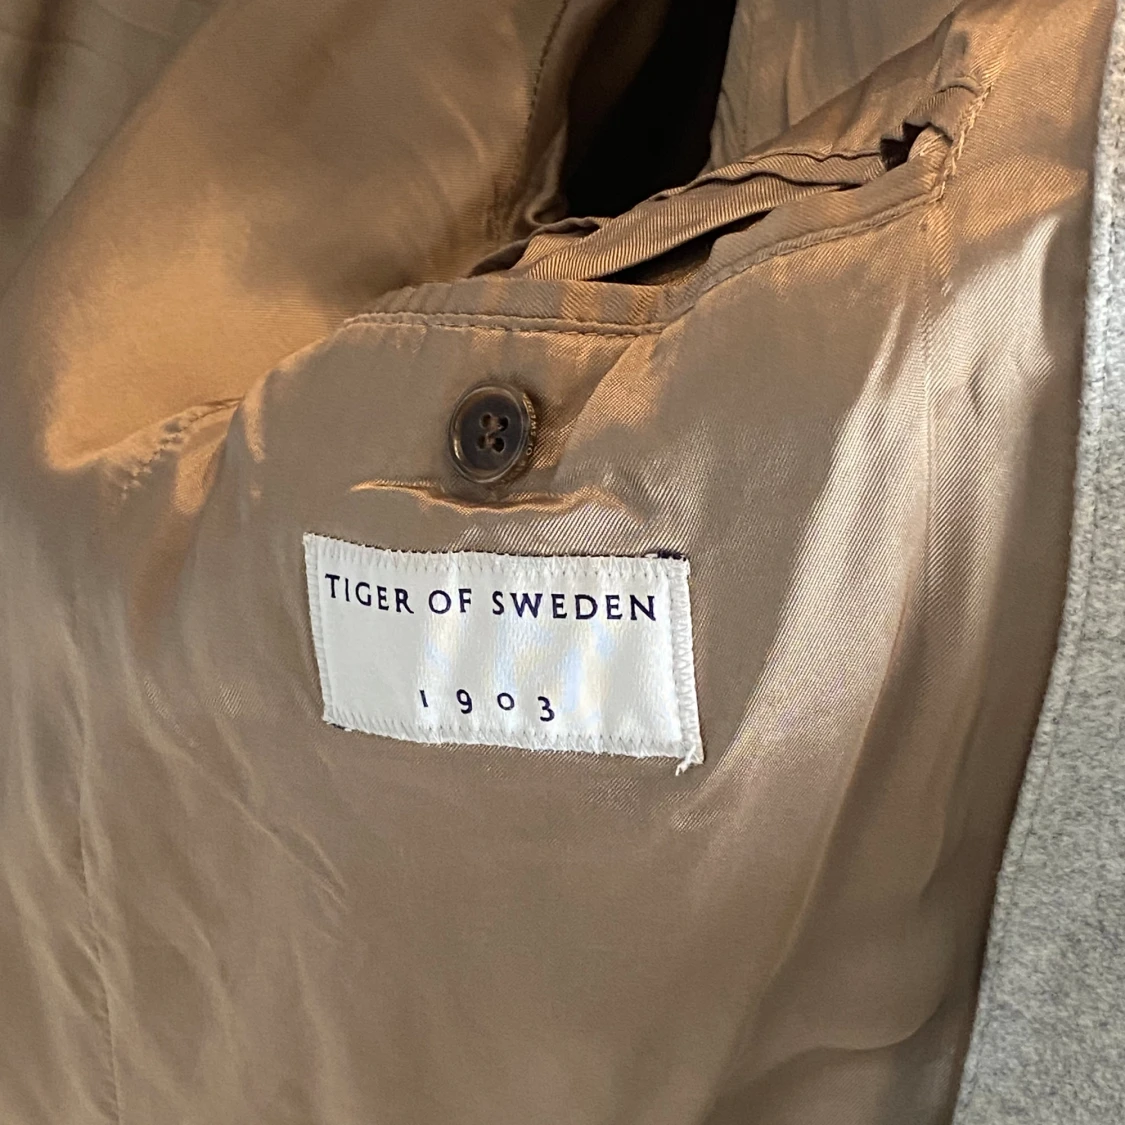 TIGER OF SWEDEN
1903